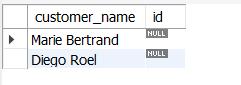 customer_name id
Marie Bertrand NULL
Diego Roel NULL